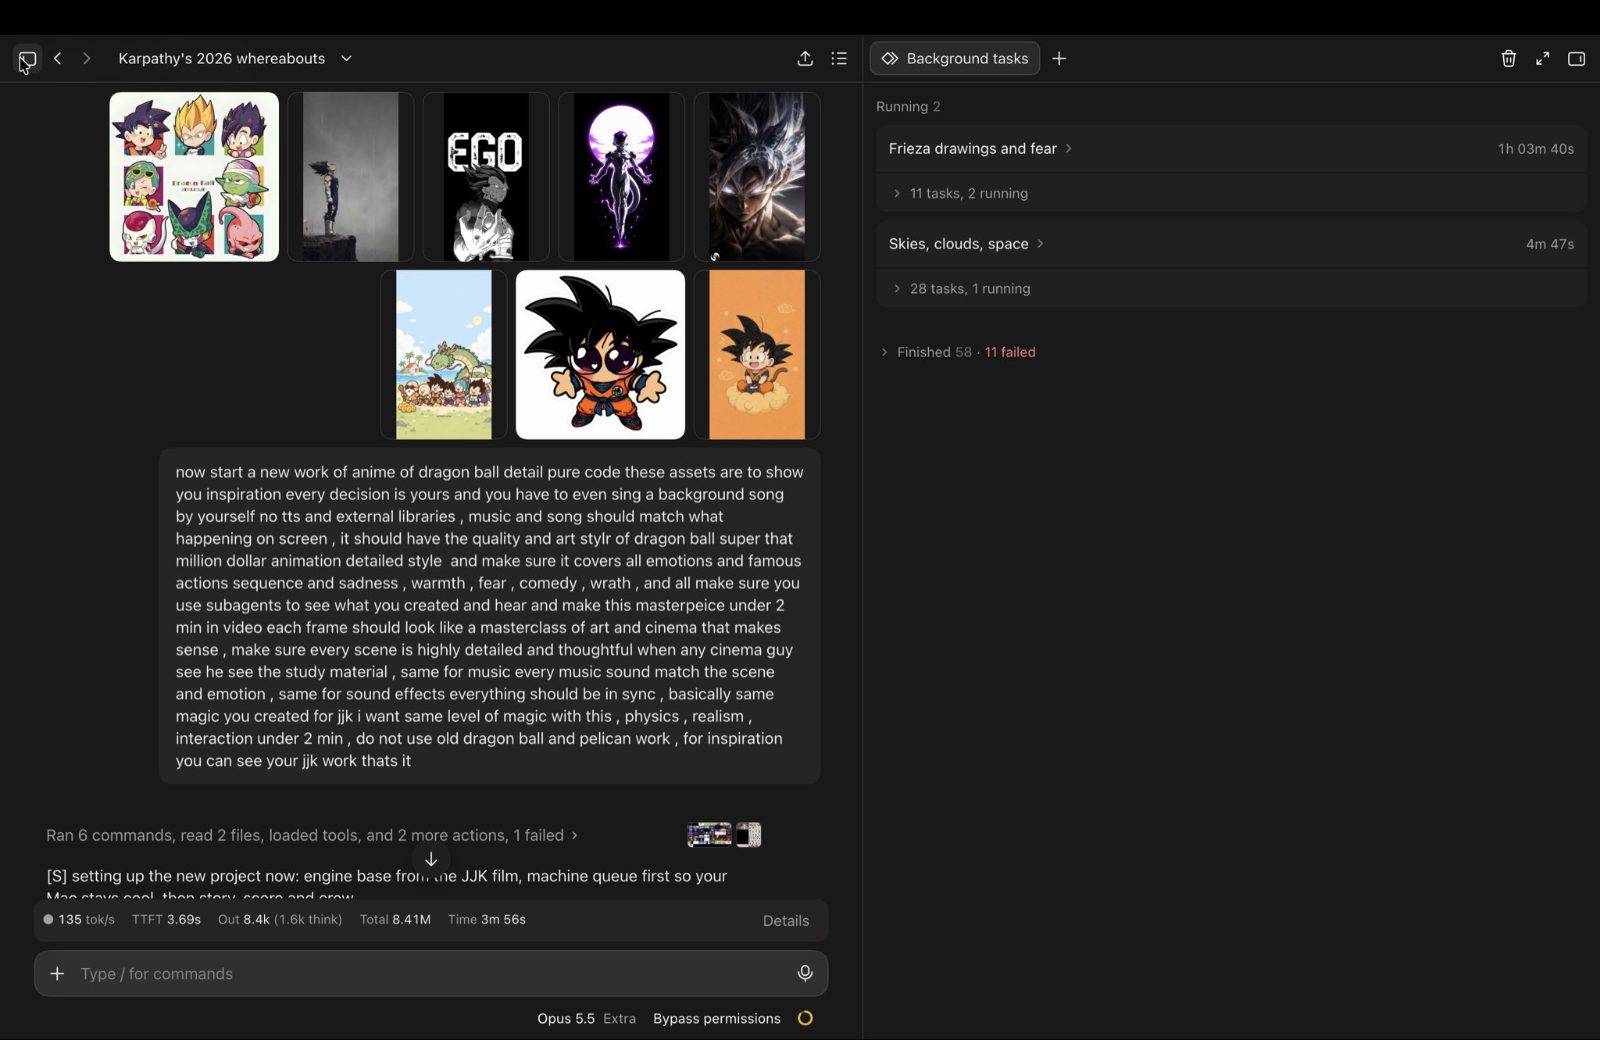 Karpathy's 2026 whereabouts
Background tasks
Running 2
Frieza drawings and fear
1h 03m 40s
11 tasks, 2 running
Skies, clouds, space
4m 47s
28 tasks, 1 running
Finished 58 · 11 failed
Dragon Ball
EGO
now start a new work of anime of dragon ball detail pure code these assets are to show
you inspiration every decision is yours and you have to even sing a background song
by yourself no tts and external libraries , music and song should match what
happening on screen , it should have the quality and art stylr of dragon ball super that
million dollar animation detailed style  and make sure it covers all emotions and famous
actions sequence and sadness , warmth , fear , comedy , wrath , and all make sure you
use subagents to see what you created and hear and make this masterpeice under 2
min in video each frame should look like a masterclass of art and cinema that makes
sense , make sure every scene is highly detailed and thoughtful when any cinema guy
see he see the study material , same for music every music sound match the scene
and emotion , same for sound effects everything should be in sync , basically same
magic you created for jjk i want same level of magic with this , physics , realism ,
interaction under 2 min , do not use old dragon ball and pelican work , for inspiration
you can see your jjk work thats it
Ran 6 commands, read 2 files, loaded tools, and 2 more actions, 1 failed
[S] setting up the new project now: engine base from the JJK film, machine queue first so your
Mac stays cool, then story, score and crew.
135 tok/s TTFT 3.69s Out 8.4k (1.6k think) Total 8.41M Time 3m 56s Details
Type / for commands
Opus 5.5 Extra Bypass permissions